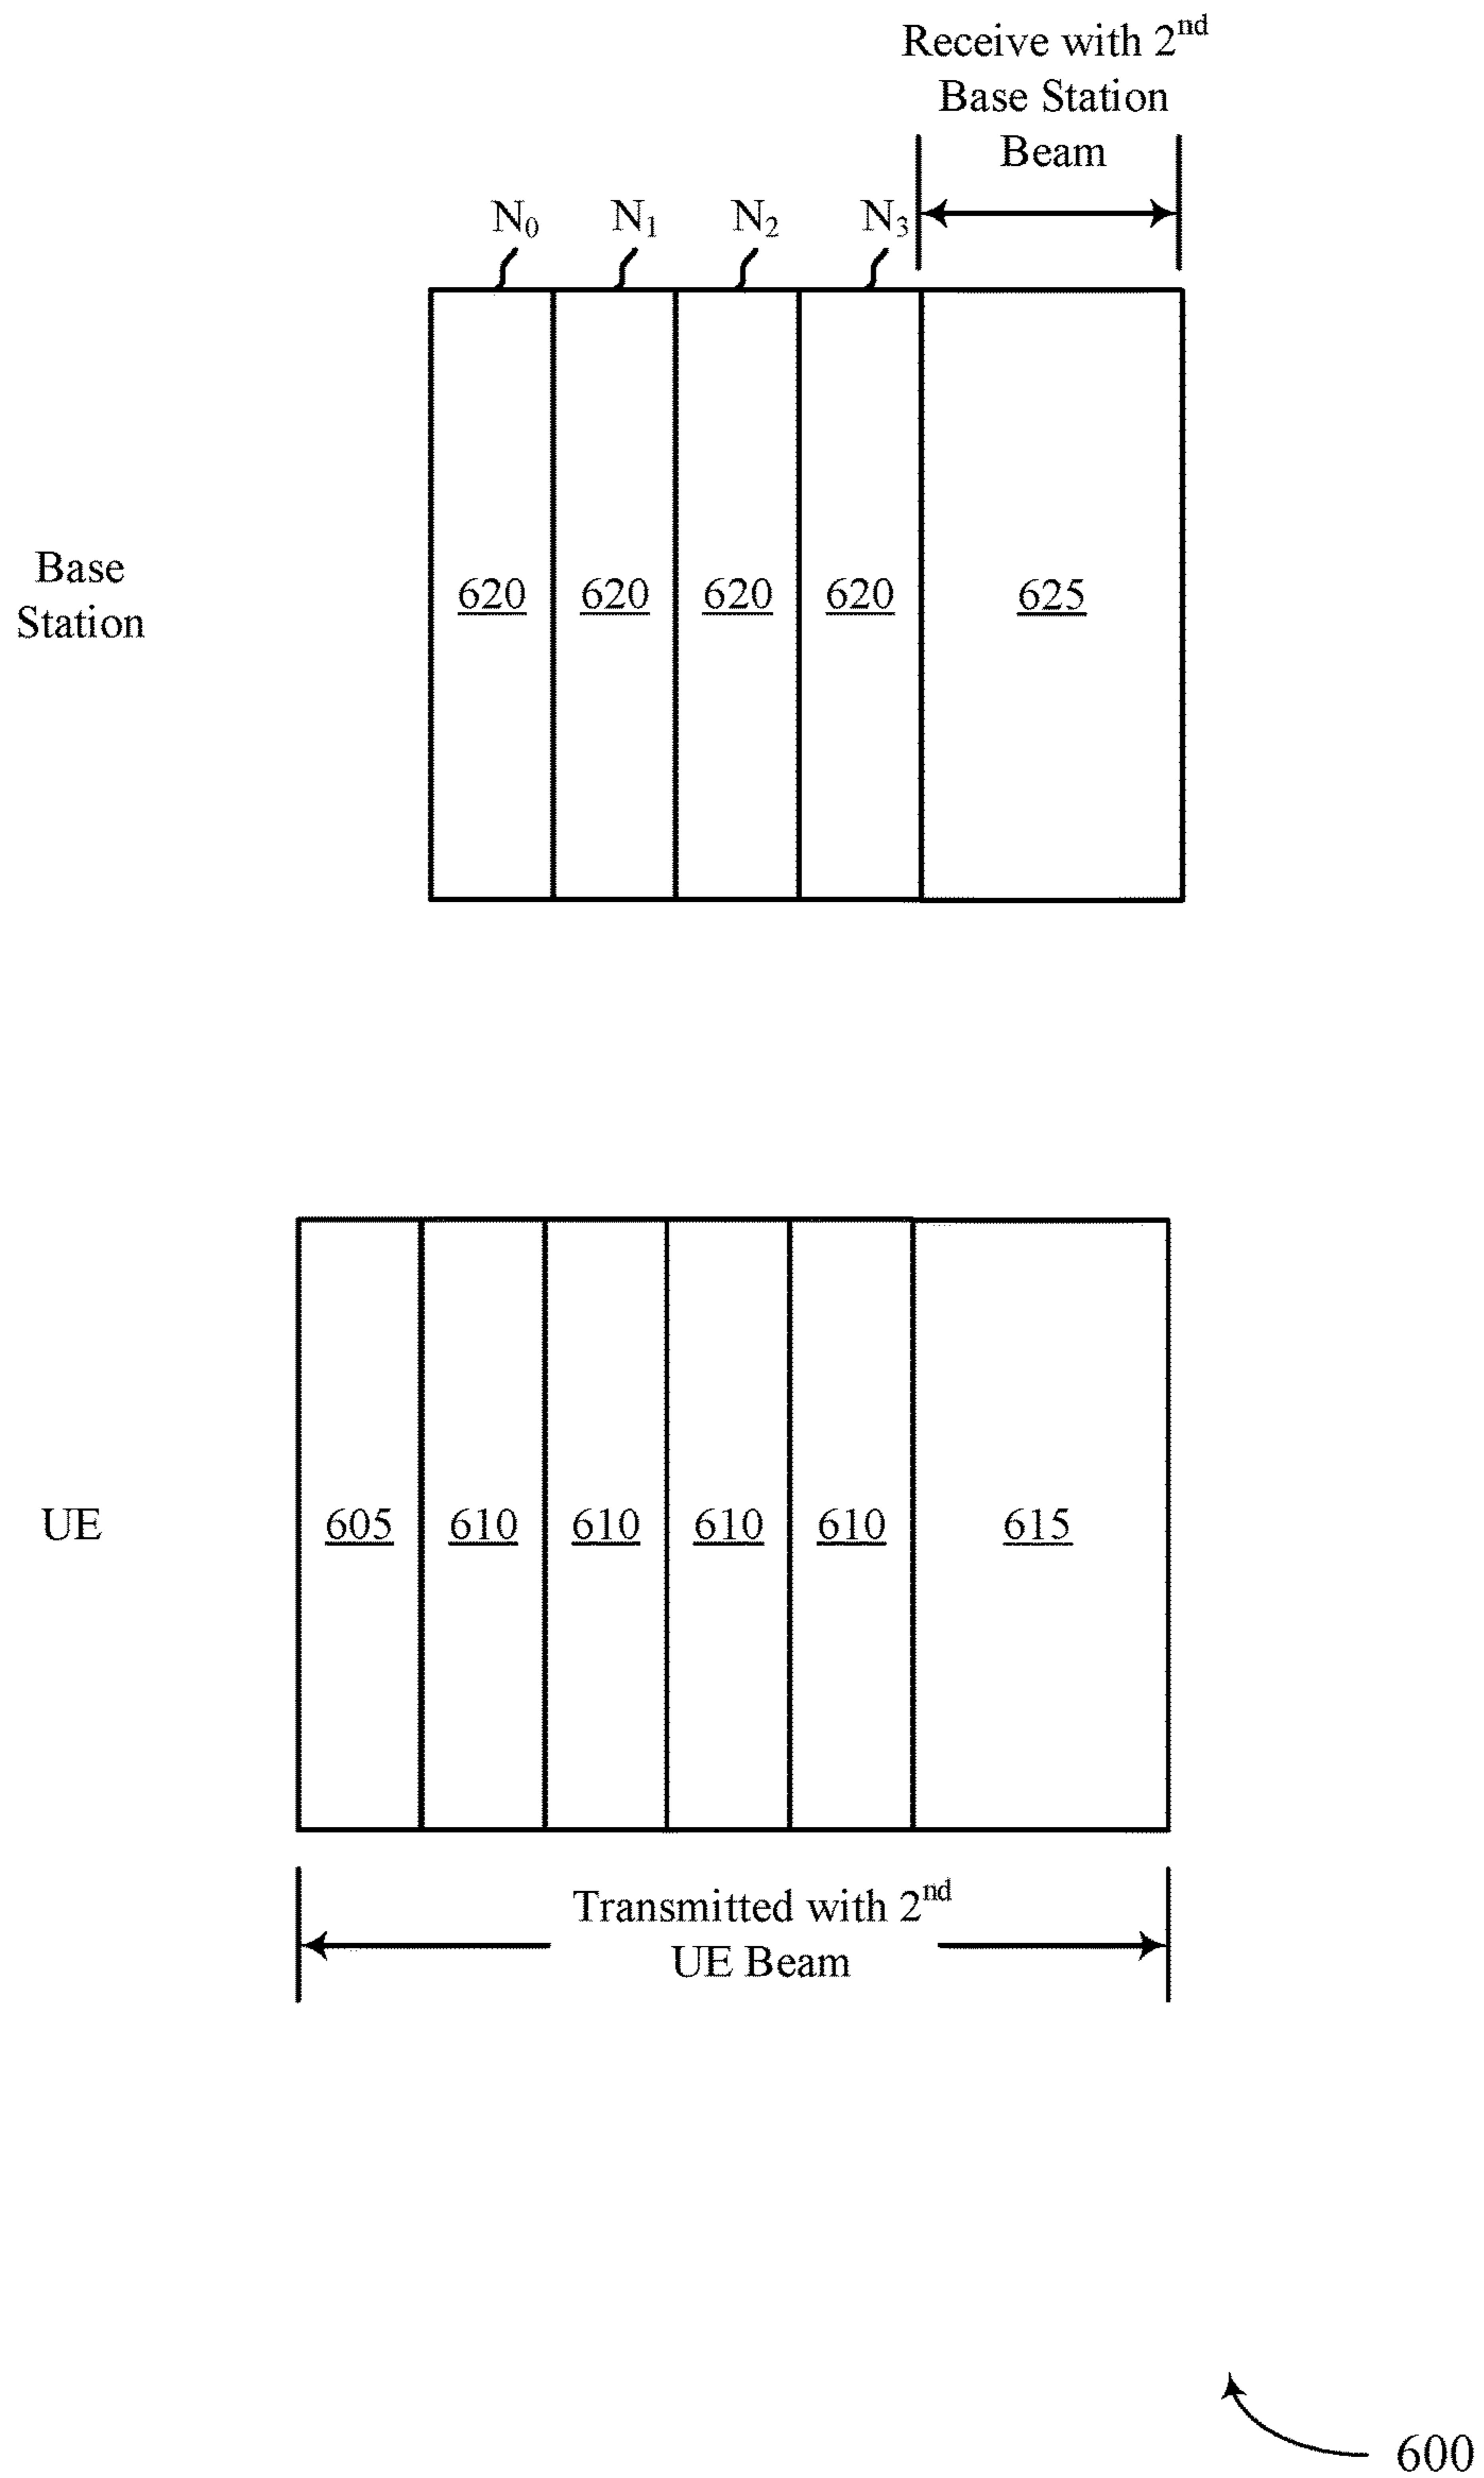 Receive with 2nd
Base Station
Beam
N0 N1 N2 N3
Base
Station
620 620 620 620 625
UE
605 610 610 610 610 615
Transmitted with 2nd
UE Beam
600